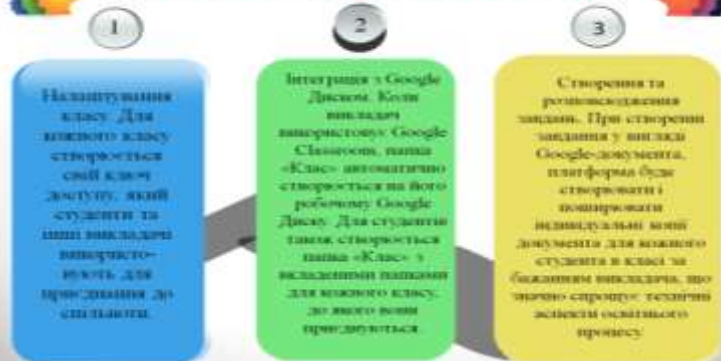 1
Налаштування
класу. Для
кожного класу
створюється
свій ключ
доступу, який
студенти та
інші викладачі
використо-
вують для
приєднання до
спільноти.
2
Інтеграція з Google
Диском. Коли
викладач
використовує Google
Classroom, папка
«Клас» автоматично
створюється на його
робочому Google
Диску. Для студентів
також створюється
папка «Клас» з
вкладеними папками
для кожного класу,
до якого вони
приєднуються.
3
Створення та
розповсюдження
завдань. При створенні
завдання у вигляді
Google-документа,
платформа буде
створювати і
поширювати
індивідуальні копії
документа для кожного
студента в класі за
бажанням викладача, що
значно спрощує технічні
аспекти освітнього
процесу